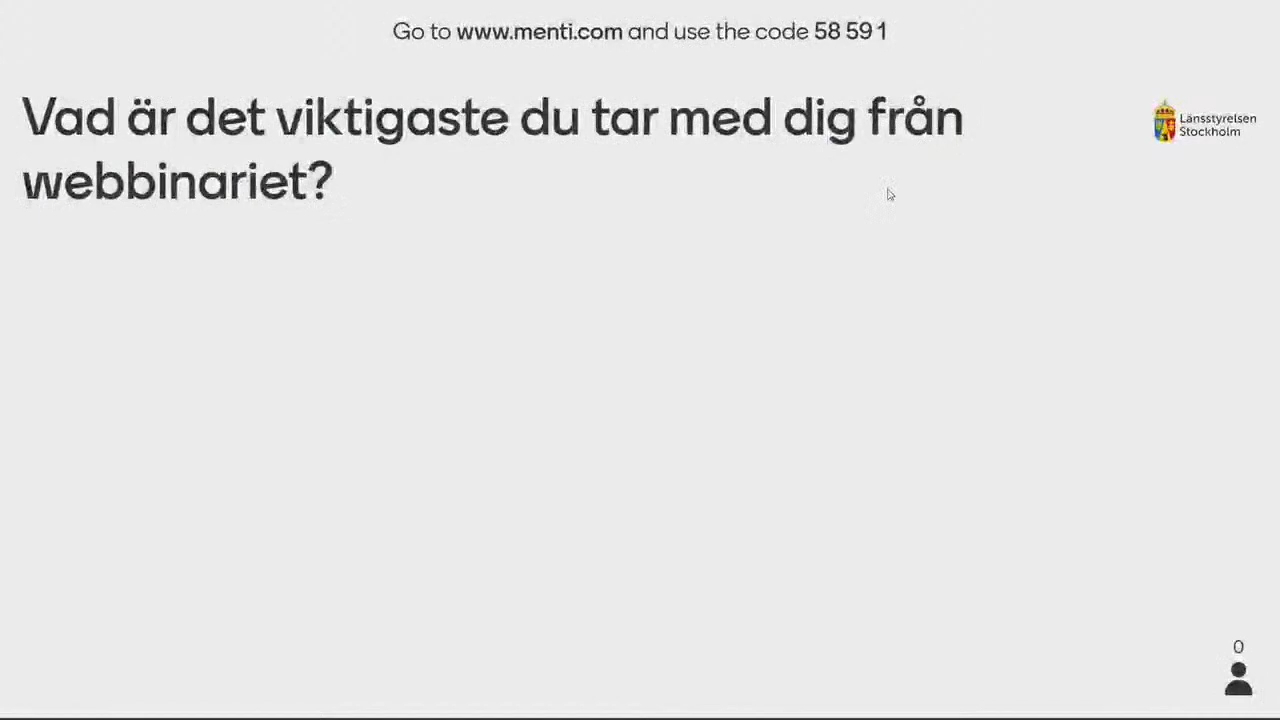 Go to www.menti.com and use the code 58 59 1
Vad är det viktigaste du tar med dig från
webbinariet?
Länsstyrelsen
Stockholm
0